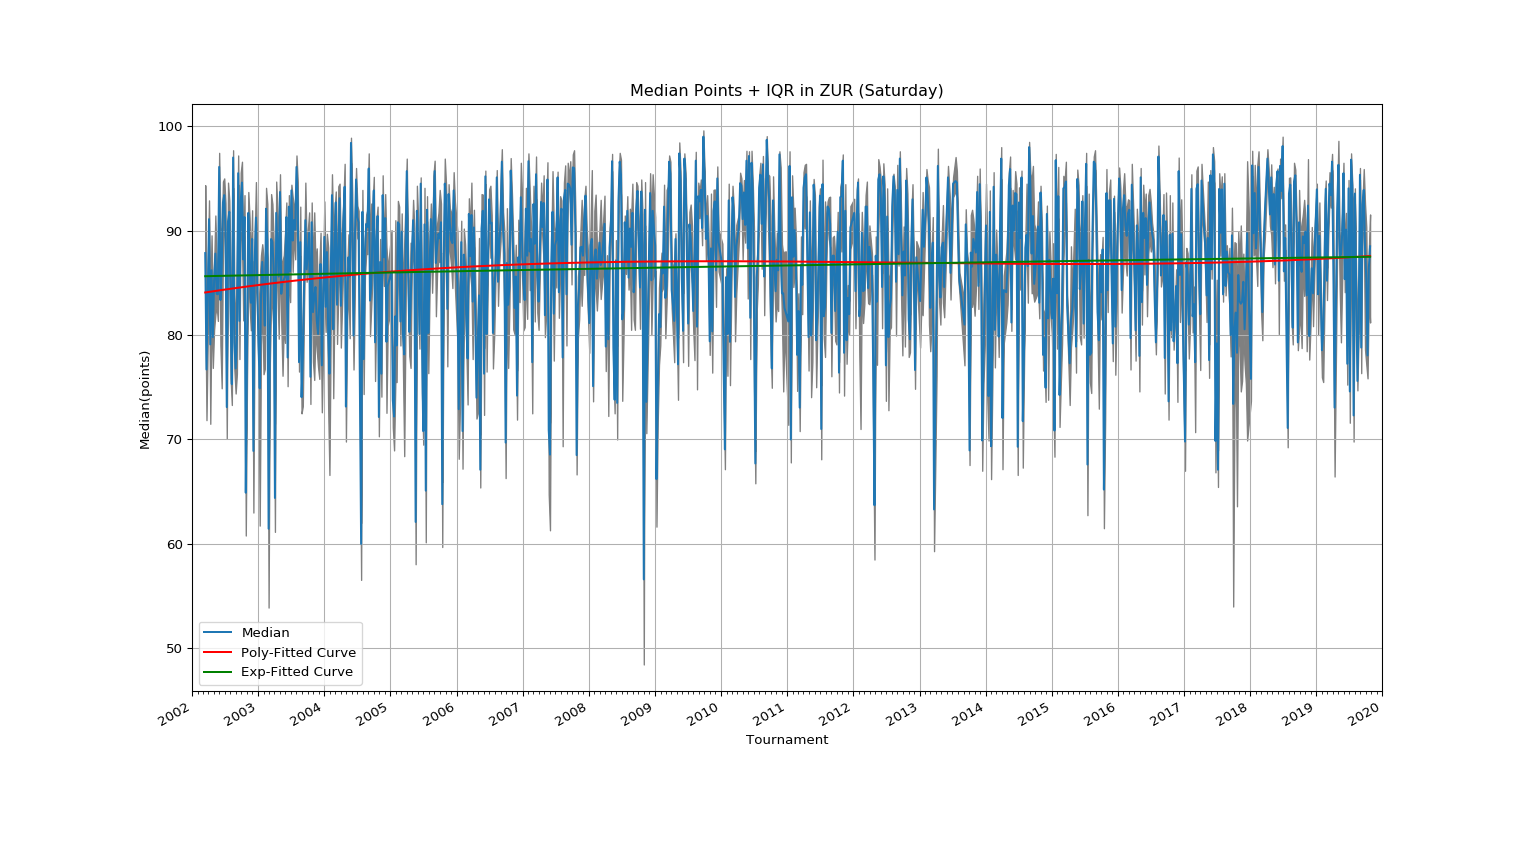 Median Points + IQR in ZUR (Saturday)
100
90
80
70
60
50
Median(points)
Median
Poly-Fitted Curve
Exp-Fitted Curve
2002 2003 2004 2005 2006 2007 2008 2009 2010 2011 2012 2013 2014 2015 2016 2017 2018 2019 2020
Tournament